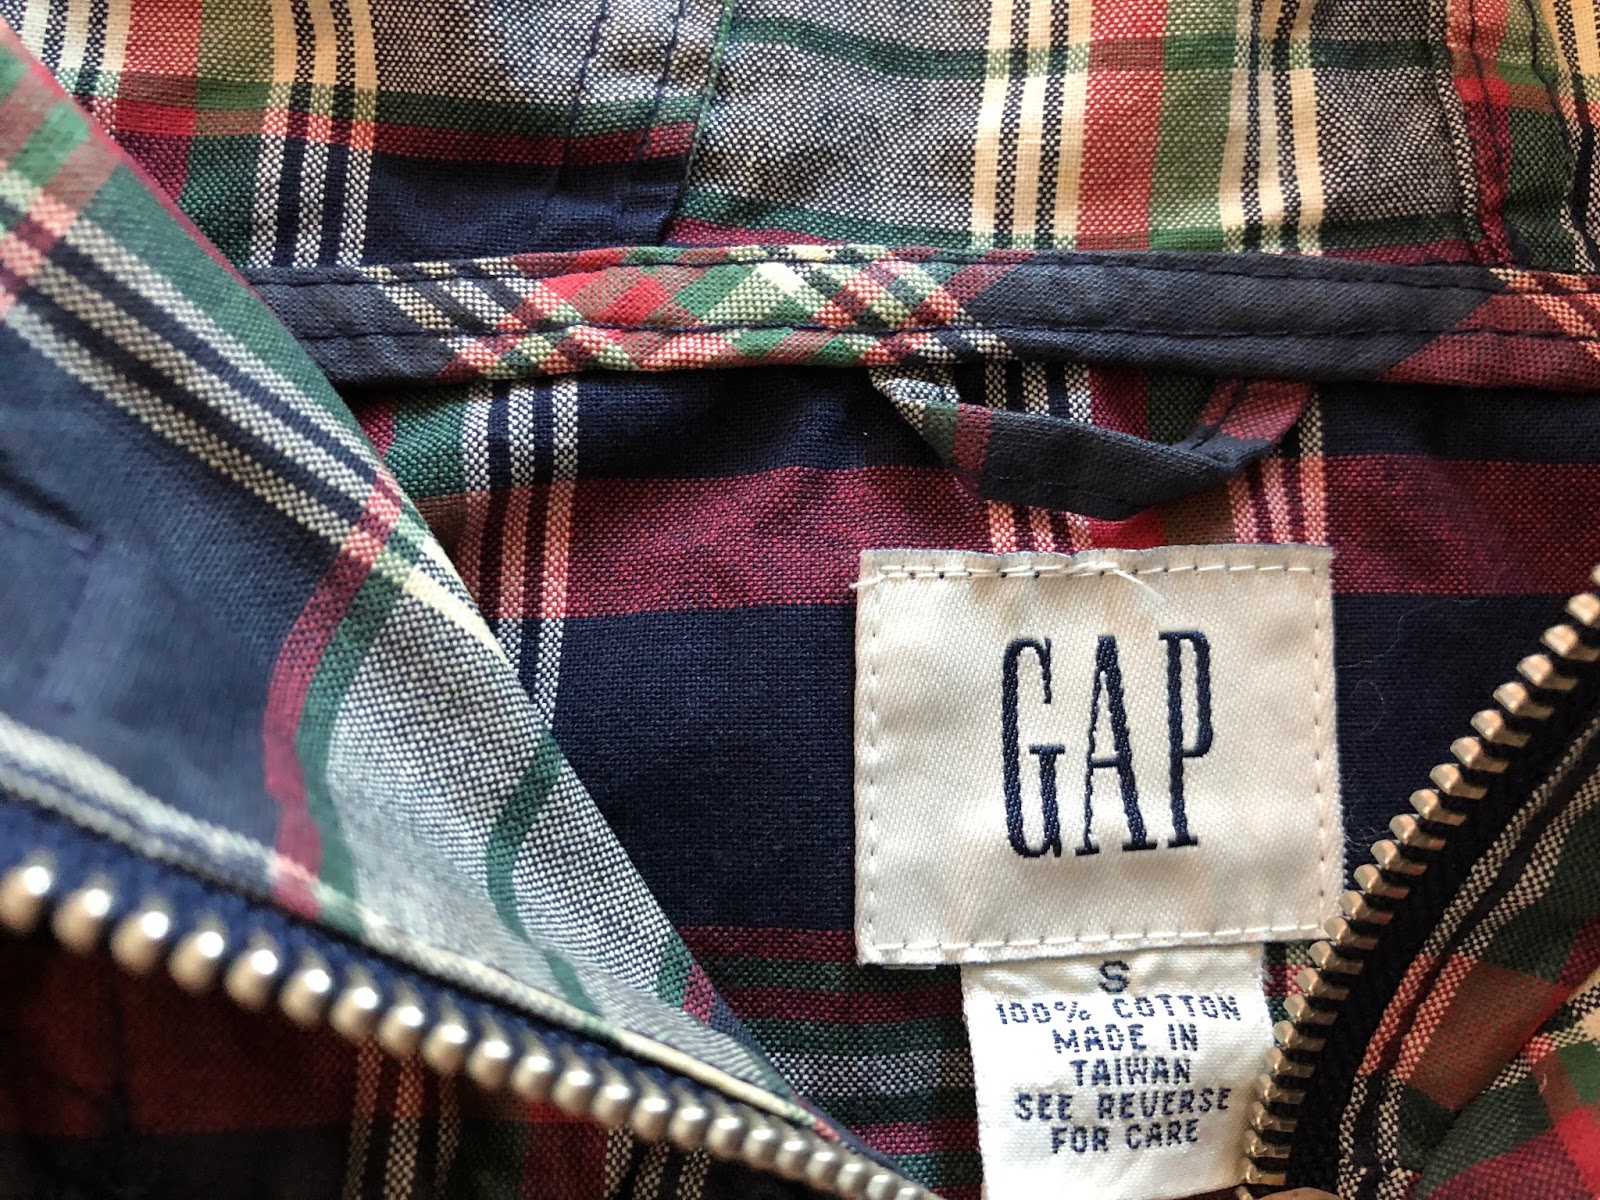 GAP
S
100% COTTON
MADE IN
TAIWAN
SEE REVERSE
FOR CARE